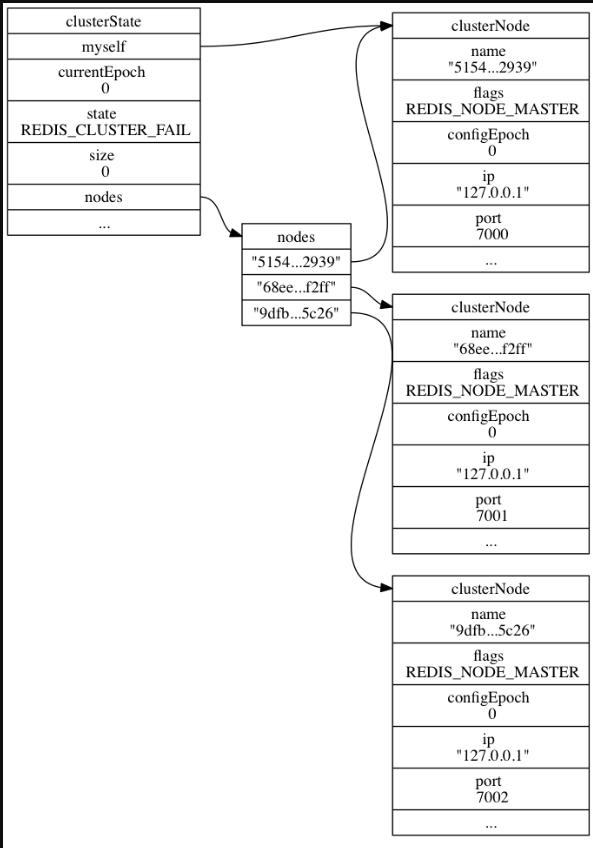 clusterState
myself
currentEpoch
0
state
REDIS_CLUSTER_FAIL
size
0
nodes
...
nodes
"5154...2939"
"68ee...f2ff"
"9dfb...5c26"
clusterNode
name
"5154...2939"
flags
REDIS_NODE_MASTER
configEpoch
0
ip
"127.0.0.1"
port
7000
...
clusterNode
name
"68ee...f2ff"
flags
REDIS_NODE_MASTER
configEpoch
0
ip
"127.0.0.1"
port
7001
...
clusterNode
name
"9dfb...5c26"
flags
REDIS_NODE_MASTER
configEpoch
0
ip
"127.0.0.1"
port
7002
...